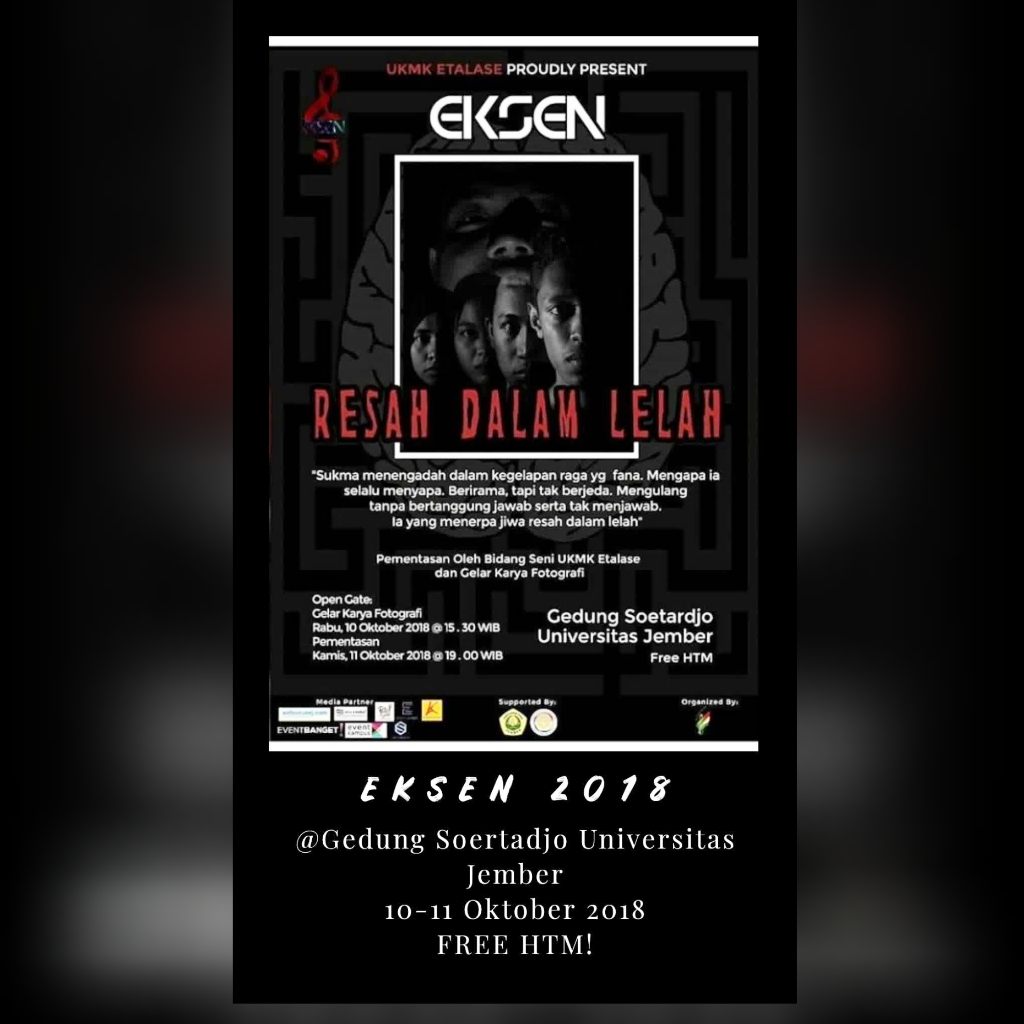 UKMK ETALASE PROUDLY PRESENT
EKSEN
RESAH DALAM LELAH
"Sukma menengadah dalam kegelapan raga yg fana. Mengapa ia
selalu menyapa. Berirama, tapi tak berjeda. Mengulang
tanpa bertanggung jawab serta tak menjawab.
Ia yang menerpa jiwa resah dalam lelah"
Pementasan Oleh Bidang Seni UKMK Etalase
dan Gelar Karya Fotografi
Open Gate:
Gelar Karya Fotografi
Rabu, 10 Oktober 2018 @ 15.30 WIB
Pementasan
Kamis, 11 Oktober 2018 @ 19.00 WIB
Gedung Soetardjo
Universitas Jember
Free HTM
Media Partner
Supported By:
Organized By:
EVENTBANGET!
event
kampus
EKSEN 2018
@Gedung Soertadjo Universitas
Jember
10-11 Oktober 2018
FREE HTM!